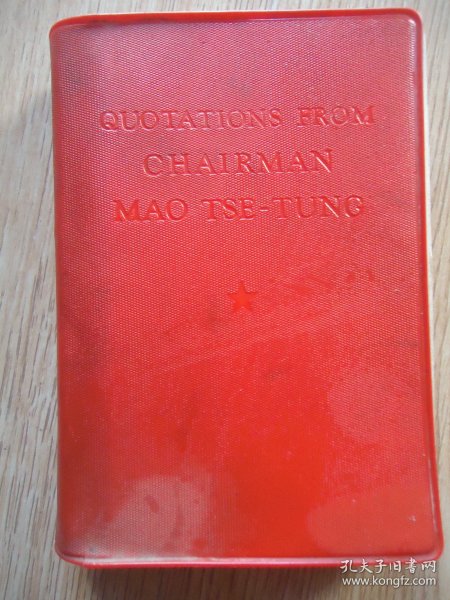 QUOTATIONS FROM
CHAIRMAN
MAO TSE-TUNG
孔夫子旧书网
www.kongfz.com